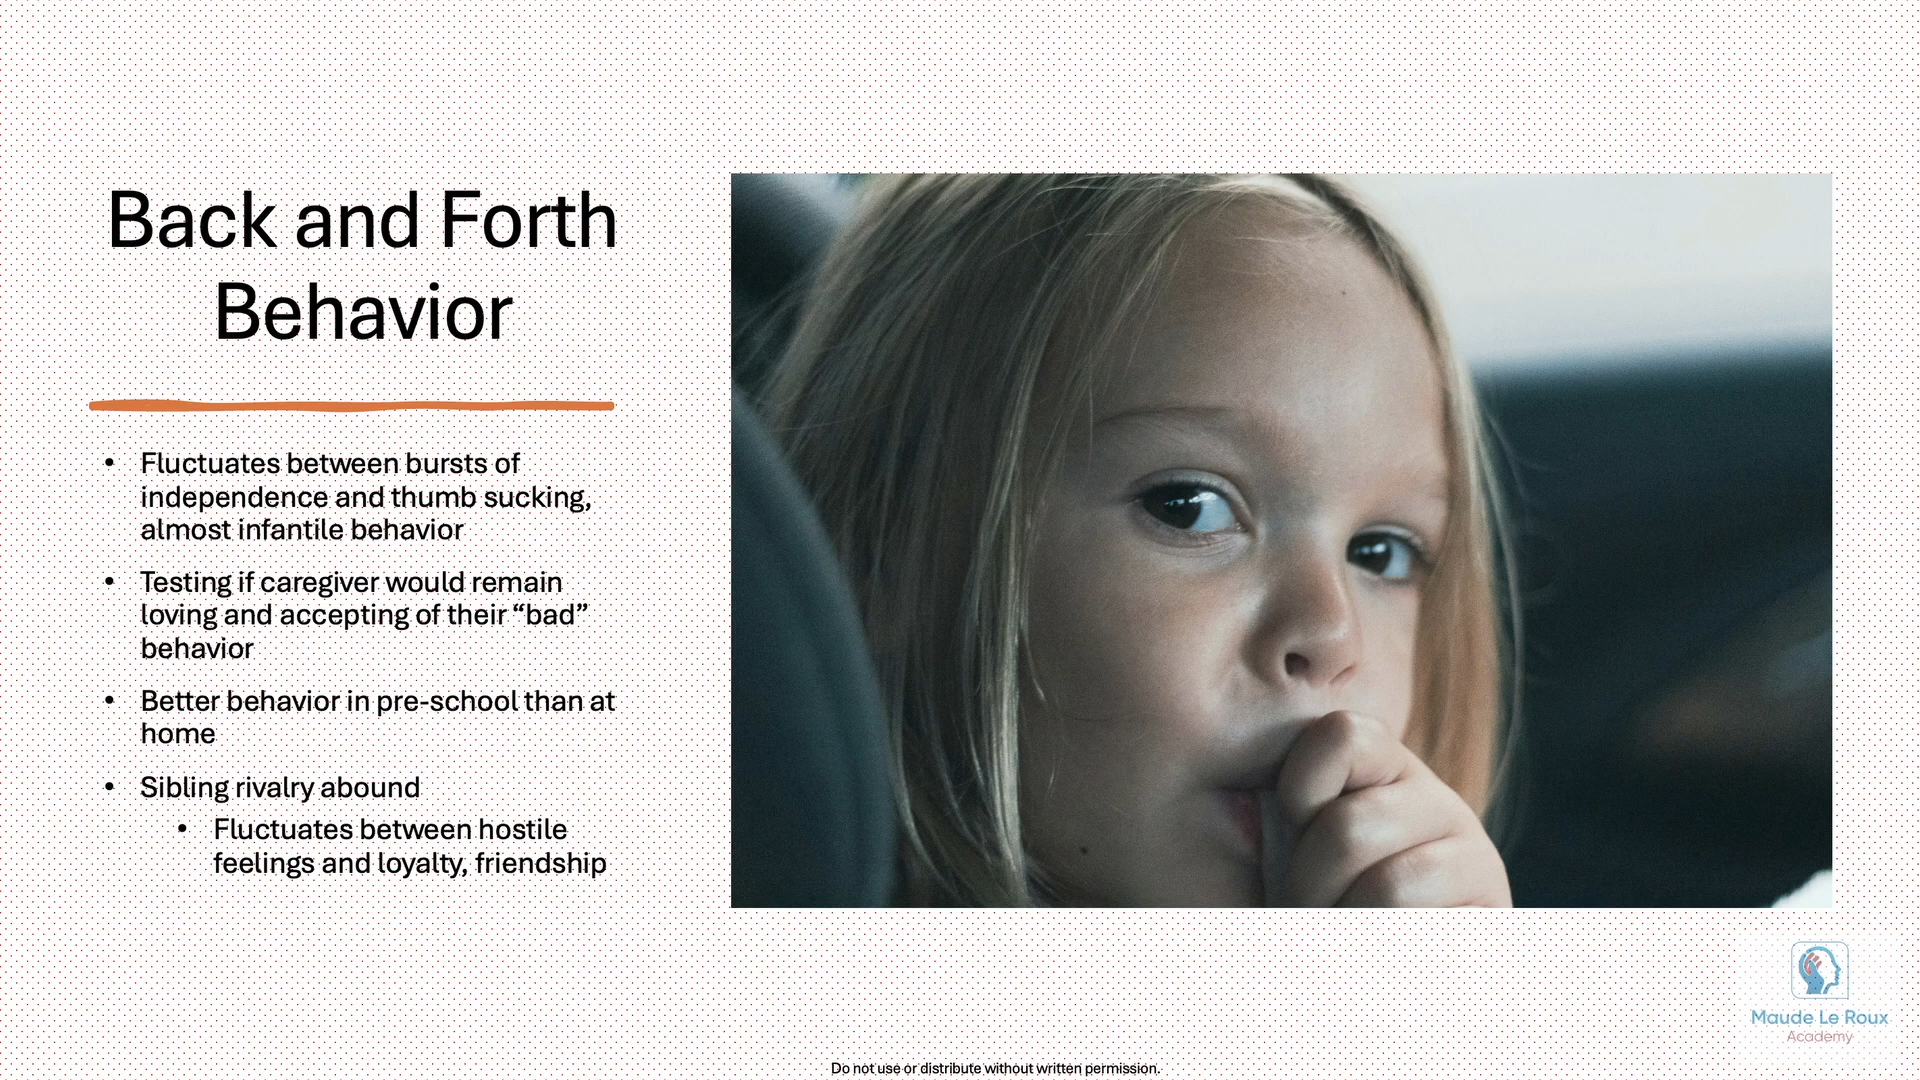 Back and Forth
Behavior
• Fluctuates between bursts of
independence and thumb sucking,
almost infantile behavior
• Testing if caregiver would remain
loving and accepting of their “bad”
behavior
• Better behavior in pre-school than at
home
• Sibling rivalry abound
• Fluctuates between hostile
feelings and loyalty, friendship
Maude Le Roux
Academy
Do not use or distribute without written permission.